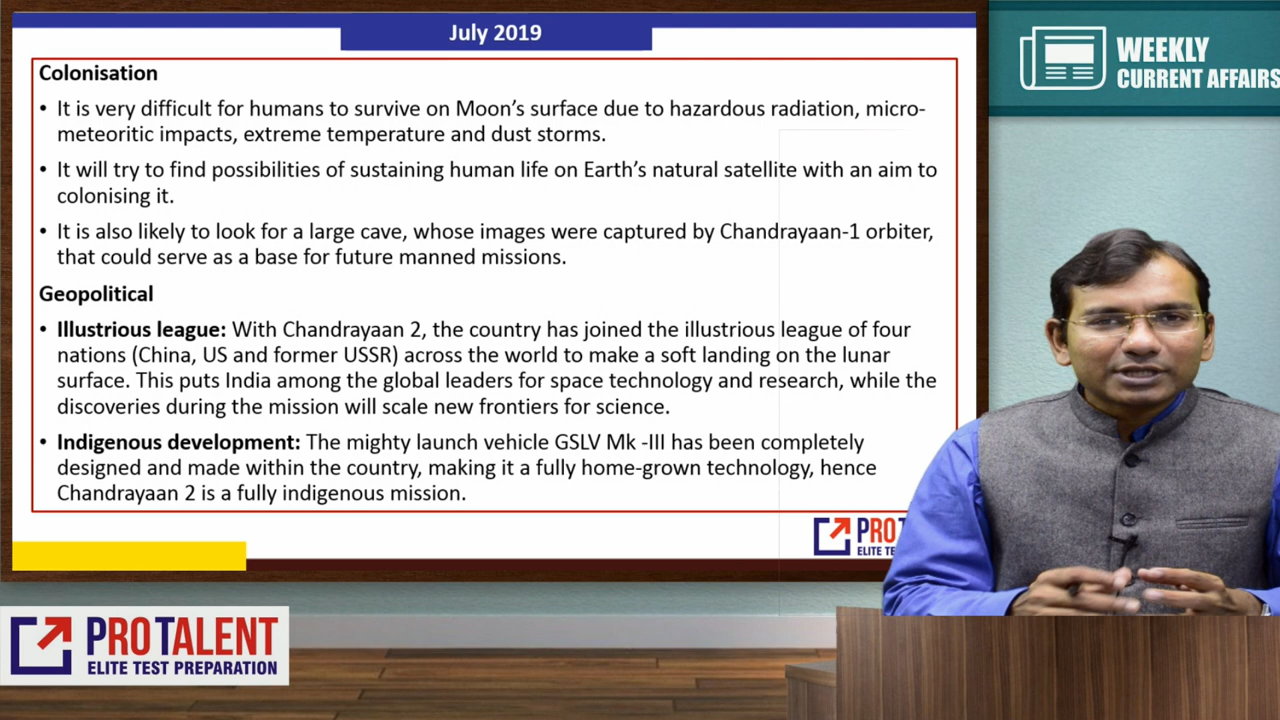 July 2019
WEEKLY
CURRENT AFFAIRS
Colonisation
• It is very difficult for humans to survive on Moon's surface due to hazardous radiation, micro-
meteoritic impacts, extreme temperature and dust storms.
• It will try to find possibilities of sustaining human life on Earth's natural satellite with an aim to
colonising it.
• It is also likely to look for a large cave, whose images were captured by Chandrayaan-1 orbiter,
that could serve as a base for future manned missions.
Geopolitical
• Illustrious league: With Chandrayaan 2, the country has joined the illustrious league of four
nations (China, US and former USSR) across the world to make a soft landing on the lunar
surface. This puts India among the global leaders for space technology and research, while the
discoveries during the mission will scale new frontiers for science.
• Indigenous development: The mighty launch vehicle GSLV Mk -III has been completely
designed and made within the country, making it a fully home-grown technology, hence
Chandrayaan 2 is a fully indigenous mission.
PRO
ELITE TE
PRO TALENT
ELITE TEST PREPARATION